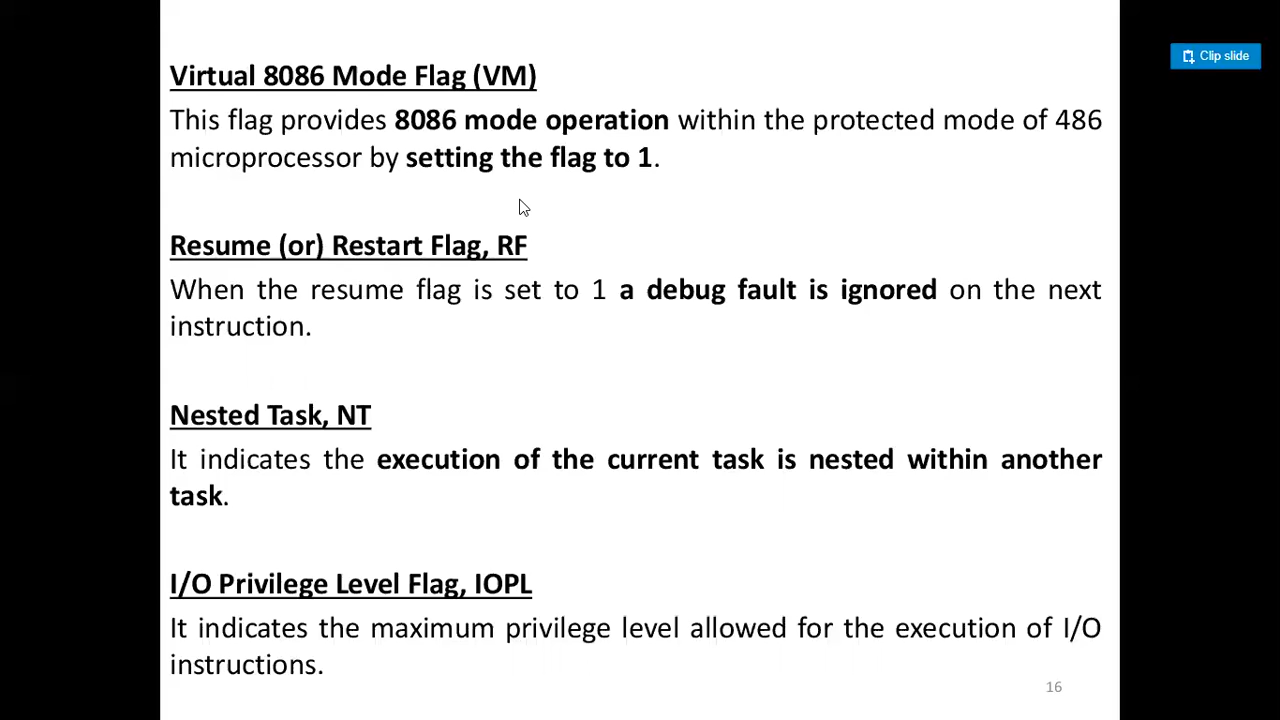 Clip slide
Virtual 8086 Mode Flag (VM)
This flag provides 8086 mode operation within the protected mode of 486
microprocessor by setting the flag to 1.
Resume (or) Restart Flag, RF
When the resume flag is set to 1 a debug fault is ignored on the next
instruction.
Nested Task, NT
It indicates the execution of the current task is nested within another
task.
I/O Privilege Level Flag, IOPL
It indicates the maximum privilege level allowed for the execution of I/O
instructions.
16